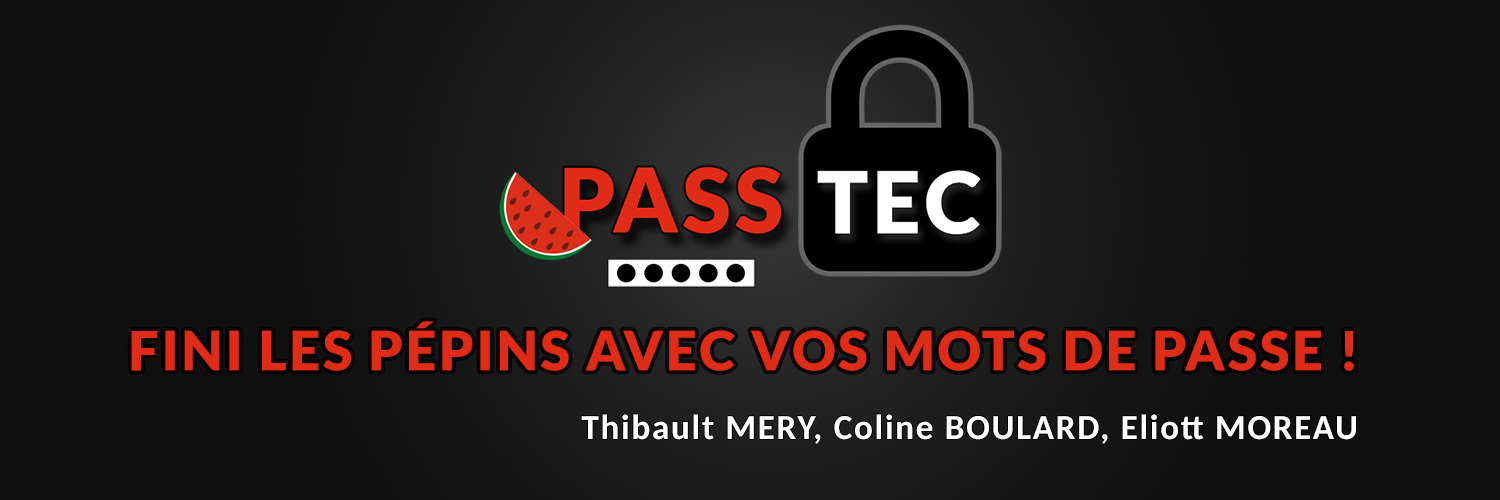 PASS TEC
FINI LES PÉPINS AVEC VOS MOTS DE PASSE !
Thibault MERY, Coline BOULARD, Eliott MOREAU